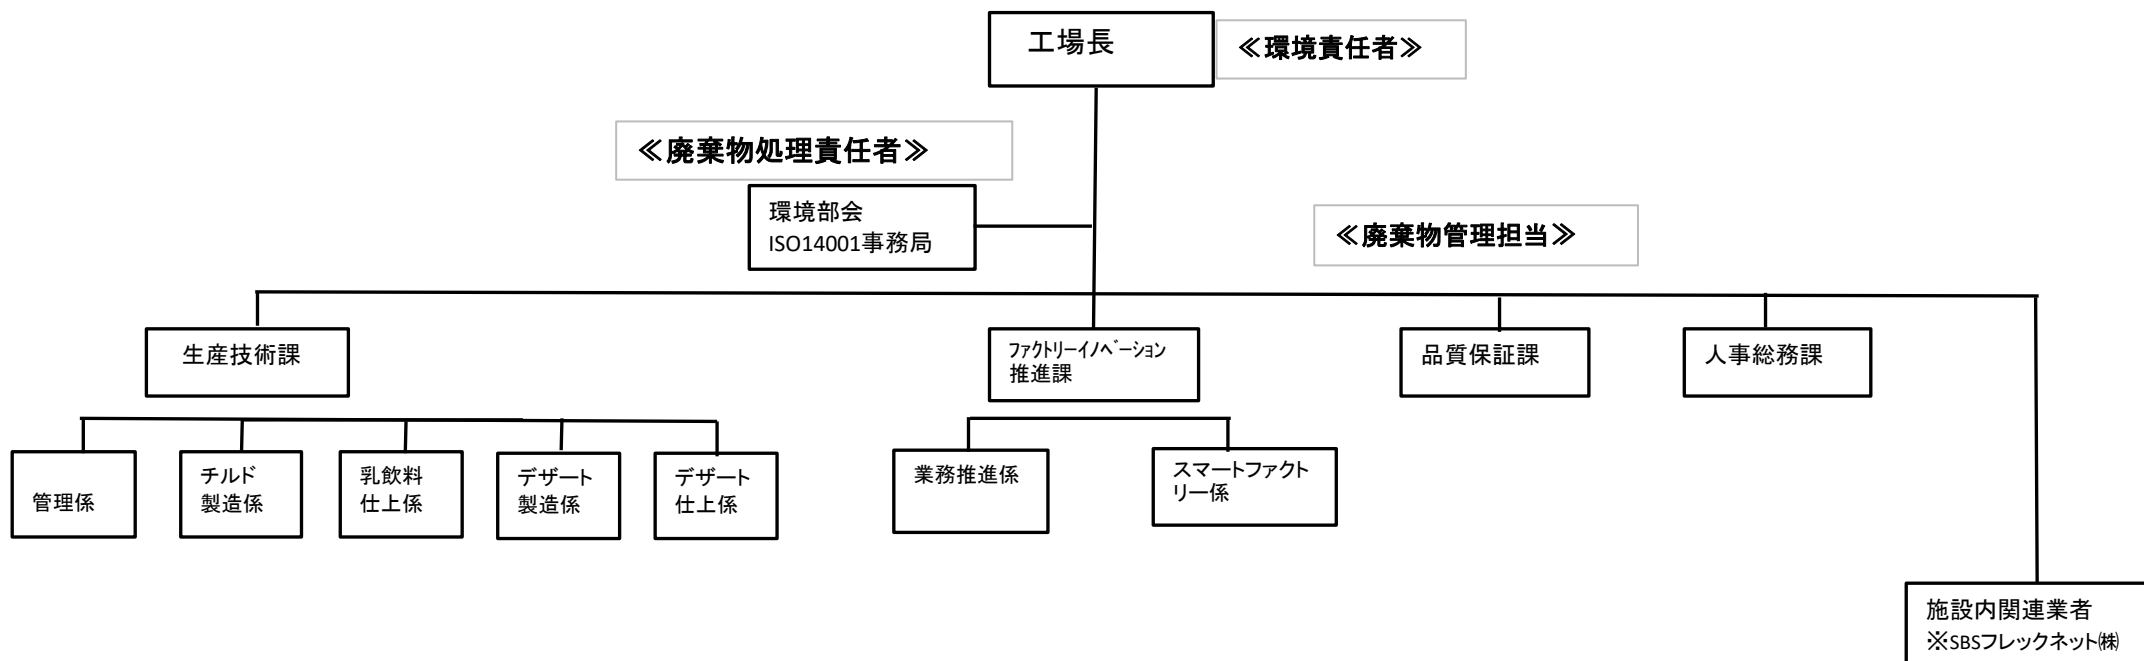 工場長
≪環境責任者≫
≪廃棄物処理責任者≫
環境部会
ISO14001事務局
≪廃棄物管理担当≫
生産技術課
ﾌｧｸﾄﾘｰｲﾉﾍﾞｰｼｮﾝ
推進課
品質保証課
人事総務課
管理係
チルド
製造係
乳飲料
仕上係
デザート
製造係
デザート
仕上係
業務推進係
スマートファクト
リー係
施設内関連業者
※SBSフレックネット㈱